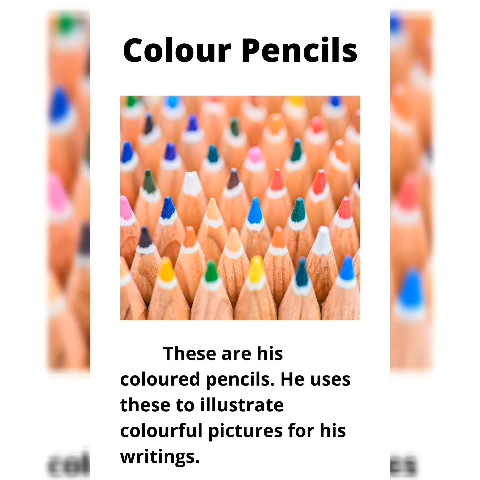 Colour Pencils
These are his
coloured pencils. He uses
these to illustrate
colourful pictures for his
writings.